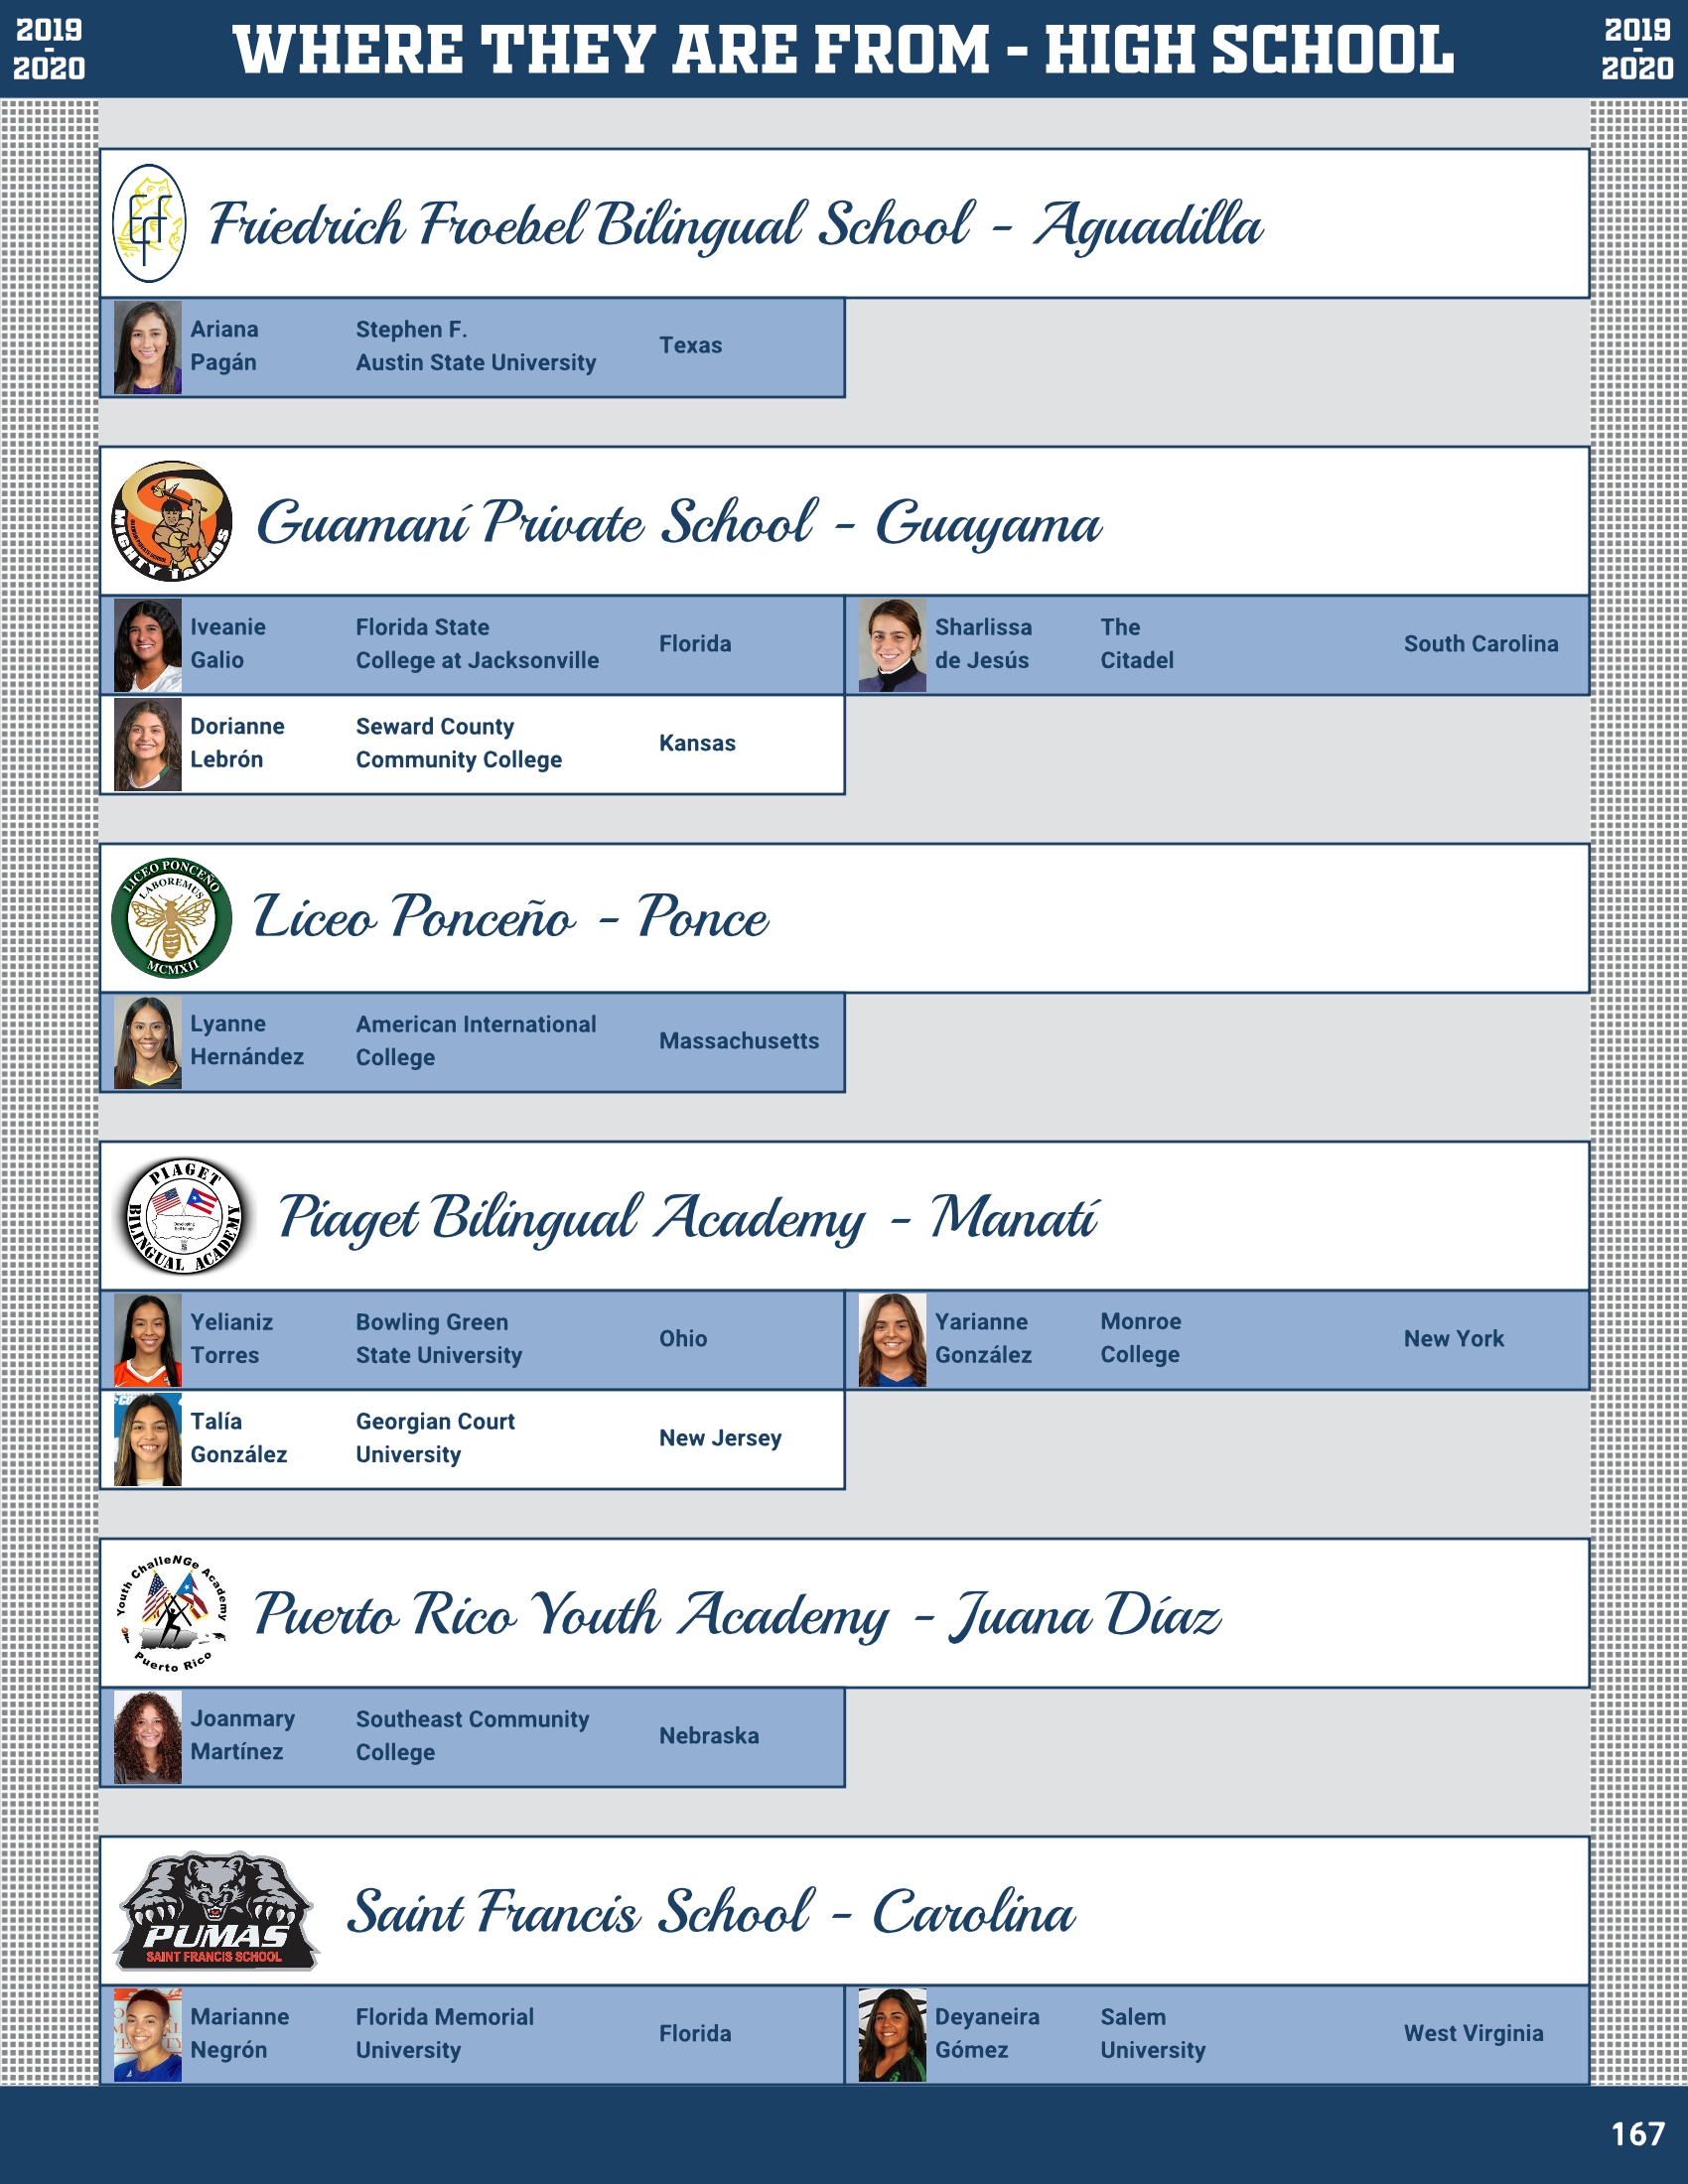 2019
-
2020
WHERE THEY ARE FROM - HIGH SCHOOL
2019
-
2020
Friedrich Froebel Bilingual School - Aguadilla
Ariana
Pagán
Stephen F.
Austin State University
Texas
MIGHTY TAINOS
Guamaní Private School - Guayama
Iveanie
Galio
Florida State
College at Jacksonville
Florida
Sharlissa
de Jesús
The
Citadel
South Carolina
Dorianne
Lebrón
Seward County
Community College
Kansas
LICEO PONCEÑO
LABOREMUS
MCMXII
Liceo Ponceño - Ponce
Lyanne
Hernández
American International
College
Massachusetts
PIAGET
BILINGUAL ACADEMY
Piaget Bilingual Academy - Manatí
Yelianiz
Torres
Bowling Green
State University
Ohio
Yarianne
González
Monroe
College
New York
Talía
González
Georgian Court
University
New Jersey
Youth ChalleNGe Academy
Puerto Rico
Puerto Rico Youth Academy - Juana Díaz
Joanmary
Martínez
Southeast Community
College
Nebraska
PUMAS
SAINT FRANCIS SCHOOL
Saint Francis School - Carolina
Marianne
Negrón
Florida Memorial
University
Florida
Deyaneira
Gómez
Salem
University
West Virginia
167